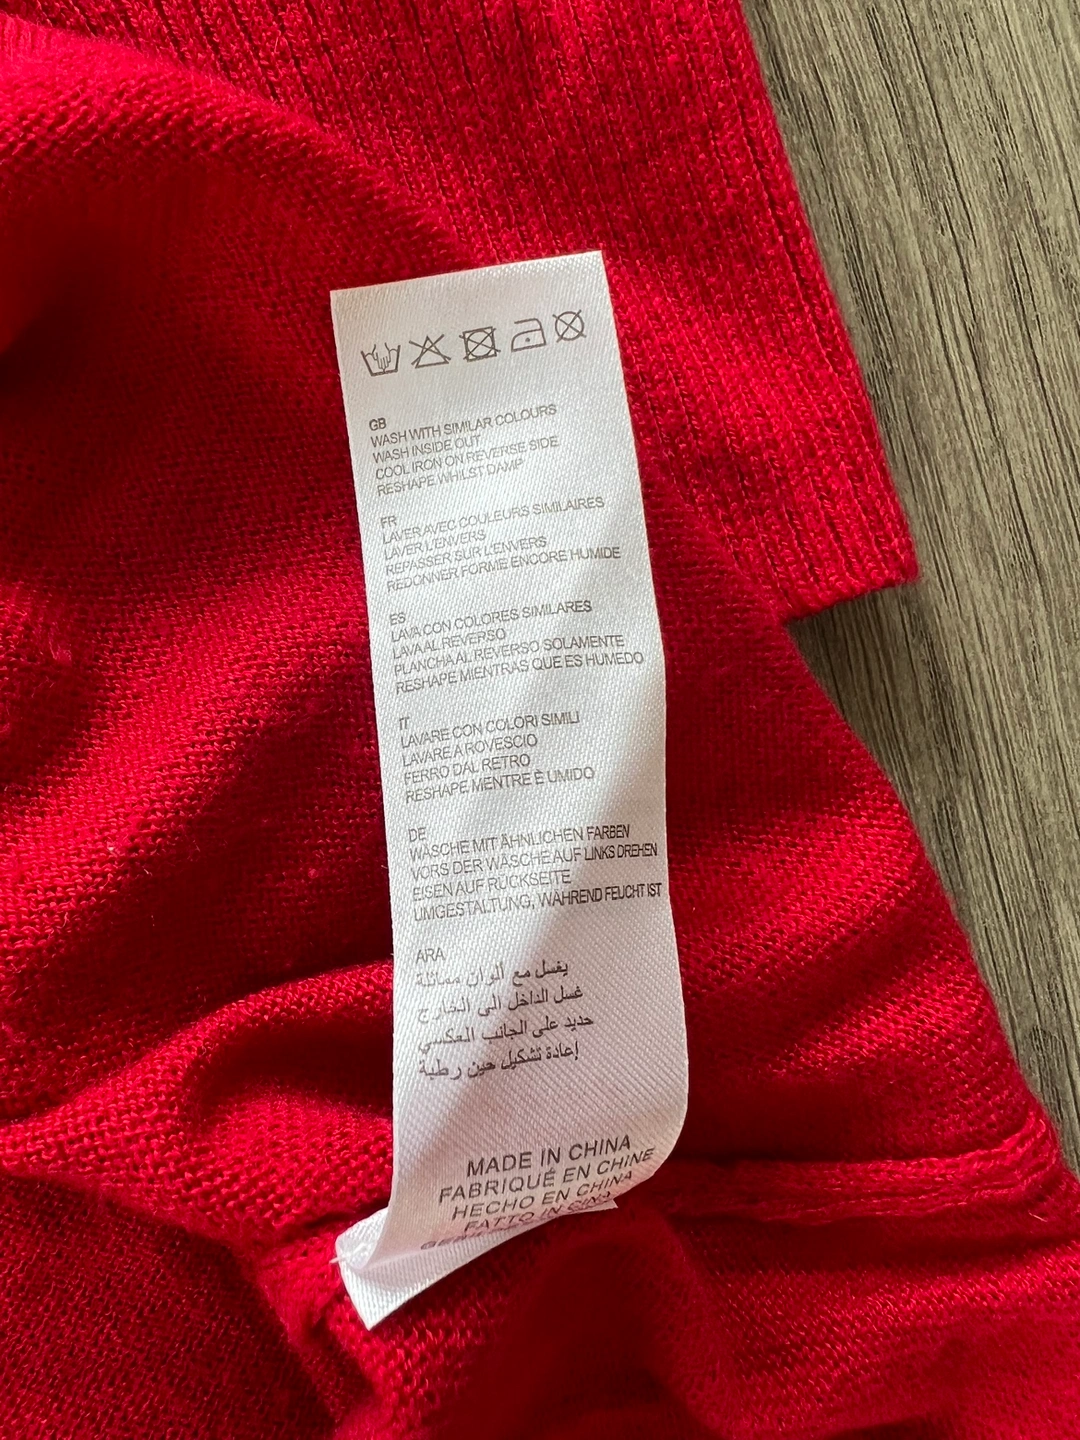 GB
WASH WITH SIMILAR COLOURS
WASH INSIDE OUT
COOL IRON ON REVERSE SIDE
RESHAPE WHILST DAMP
FR
LAVER AVEC COULEURS SIMILAIRES
LAVER L'ENVERS
REPASSER SUR L'ENVERS
REDONNER FORME ENCORE HUMIDE
ES
LAVA CON COLORES SIMILARES
LAVA AL REVERSO
PLANCHA AL REVERSO SOLAMENTE
RESHAPE MIENTRAS QUE ES HUMEDO
IT
LAVARE CON COLORI SIMILI
LAVARE A ROVESCIO
FERRO DAL RETRO
RESHAPE MENTRE È UMIDO
DE
WÄSCHE MIT ÄHNLICHEN FARBEN
VORS DER WÄSCHE AUF LINKS DREHEN
EISEN AUF RÜCKSEITE
UMGESTALTUNG, WÄHREND FEUCHT IST
ARA
يغسل مع ألوان مماثلة
غسل الداخل الى الخارج
حديد على الجانب العكسي
إعادة تشكيل حين رطبة
MADE IN CHINA
FABRIQUÉ EN CHINE
HECHO EN CHINA
FATTO IN CINA